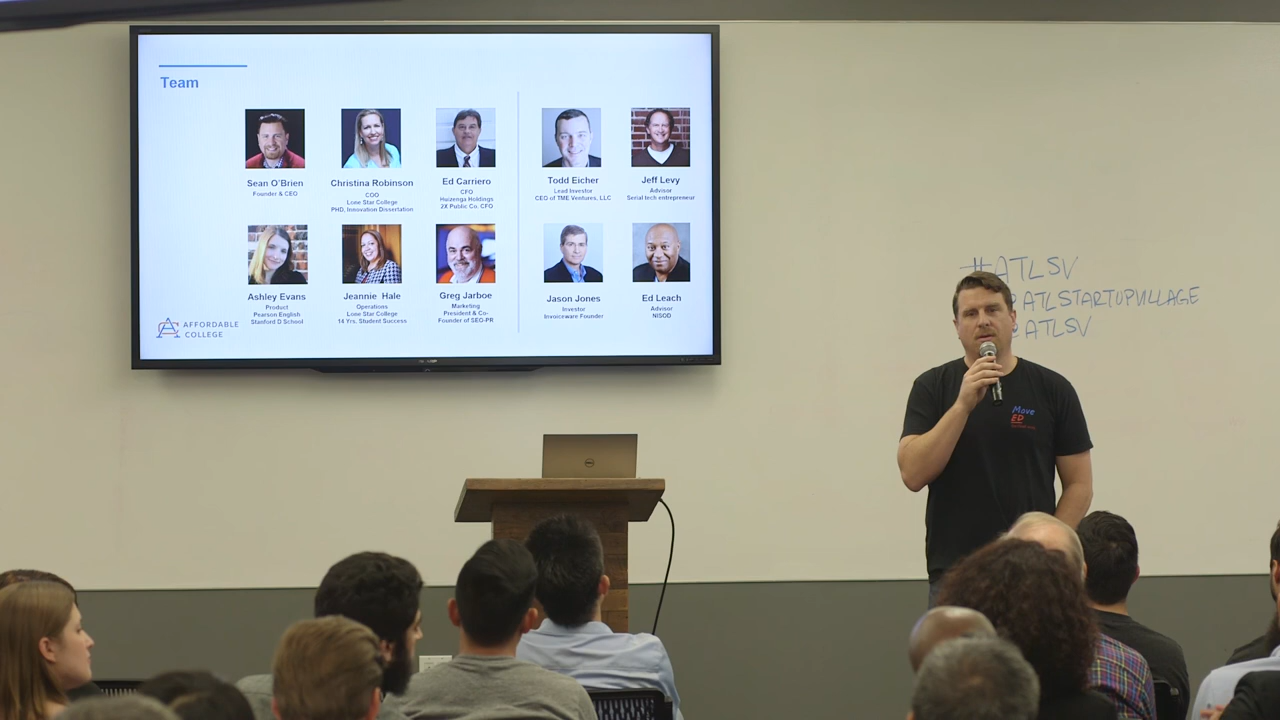 Team
Sean O'Brien
Founder & CEO
Christina Robinson
COO
Lone Star College
PHD, Innovation Dissertation
Ed Carriero
CFO
Huizenga Holdings
2X Public Co. CFO
Todd Eicher
Lead Investor
CEO of TME Ventures, LLC
Jeff Levy
Advisor
Serial tech entrepreneur
Ashley Evans
Product
Pearson English
Stanford D School
Jeannie Hale
Operations
Lone Star College
14 Yrs. Student Success
Greg Jarboe
Marketing
President & Co-
Founder of SEO-PR
Jason Jones
Investor
Invoiceware Founder
Ed Leach
Advisor
NISOD
AFFORDABLE
COLLEGE
#ATLSV
@ATLSTARTUPVILLAGE
@ATLSV
Move
ED
DELL